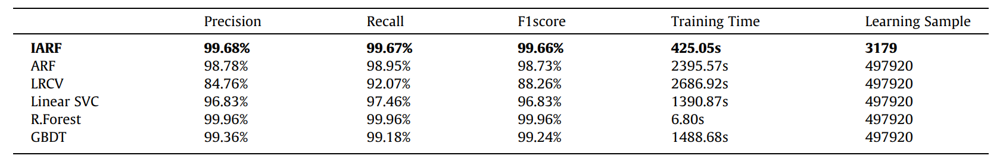 Precision Recall F1score Training Time Learning Sample
IARF 99.68% 99.67% 99.66% 425.05s 3179
ARF 98.78% 98.95% 98.73% 2395.57s 497920
LRCV 84.76% 92.07% 88.26% 2686.92s 497920
Linear SVC 96.83% 97.46% 96.83% 1390.87s 497920
R.Forest 99.96% 99.96% 99.96% 6.80s 497920
GBDT 99.36% 99.18% 99.24% 1488.68s 497920